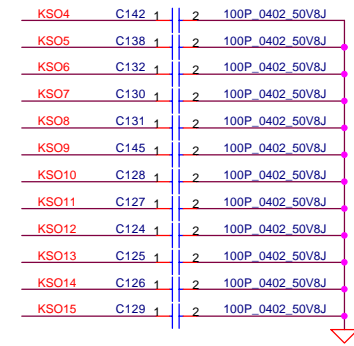 KSO4 C142 1 2 100P_0402_50V8J
KSO5 C138 1 2 100P_0402_50V8J
KSO6 C132 1 2 100P_0402_50V8J
KSO7 C130 1 2 100P_0402_50V8J
KSO8 C131 1 2 100P_0402_50V8J
KSO9 C145 1 2 100P_0402_50V8J
KSO10 C128 1 2 100P_0402_50V8J
KSO11 C127 1 2 100P_0402_50V8J
KSO12 C124 1 2 100P_0402_50V8J
KSO13 C125 1 2 100P_0402_50V8J
KSO14 C126 1 2 100P_0402_50V8J
KSO15 C129 1 2 100P_0402_50V8J